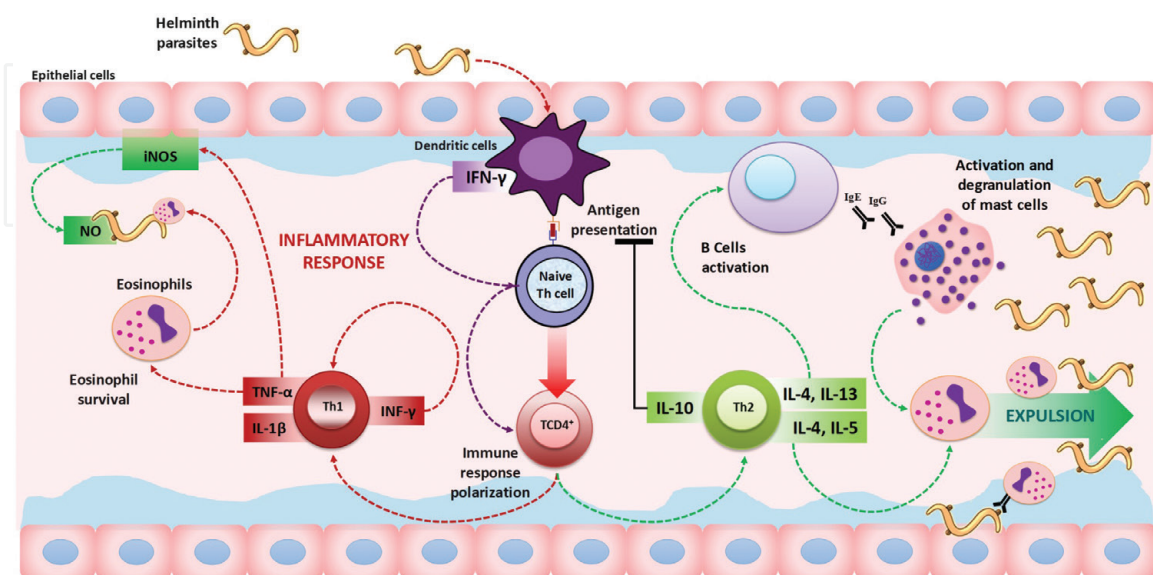 Helminth
parasites
Epithelial cells
iNOS
Dendritic cells
IFN-γ
NO
INFLAMMATORY
RESPONSE
Antigen
presentation
Naive
Th cell
B Cells
activation
IgE
IgG
Activation and
degranulation
of mast cells
Eosinophils
Eosinophil
survival
TNF-α
IL-1β
Th1
INF-γ
TCD4+
Immune
response
polarization
IL-10
Th2
IL-4, IL-13
IL-4, IL-5
EXPULSION